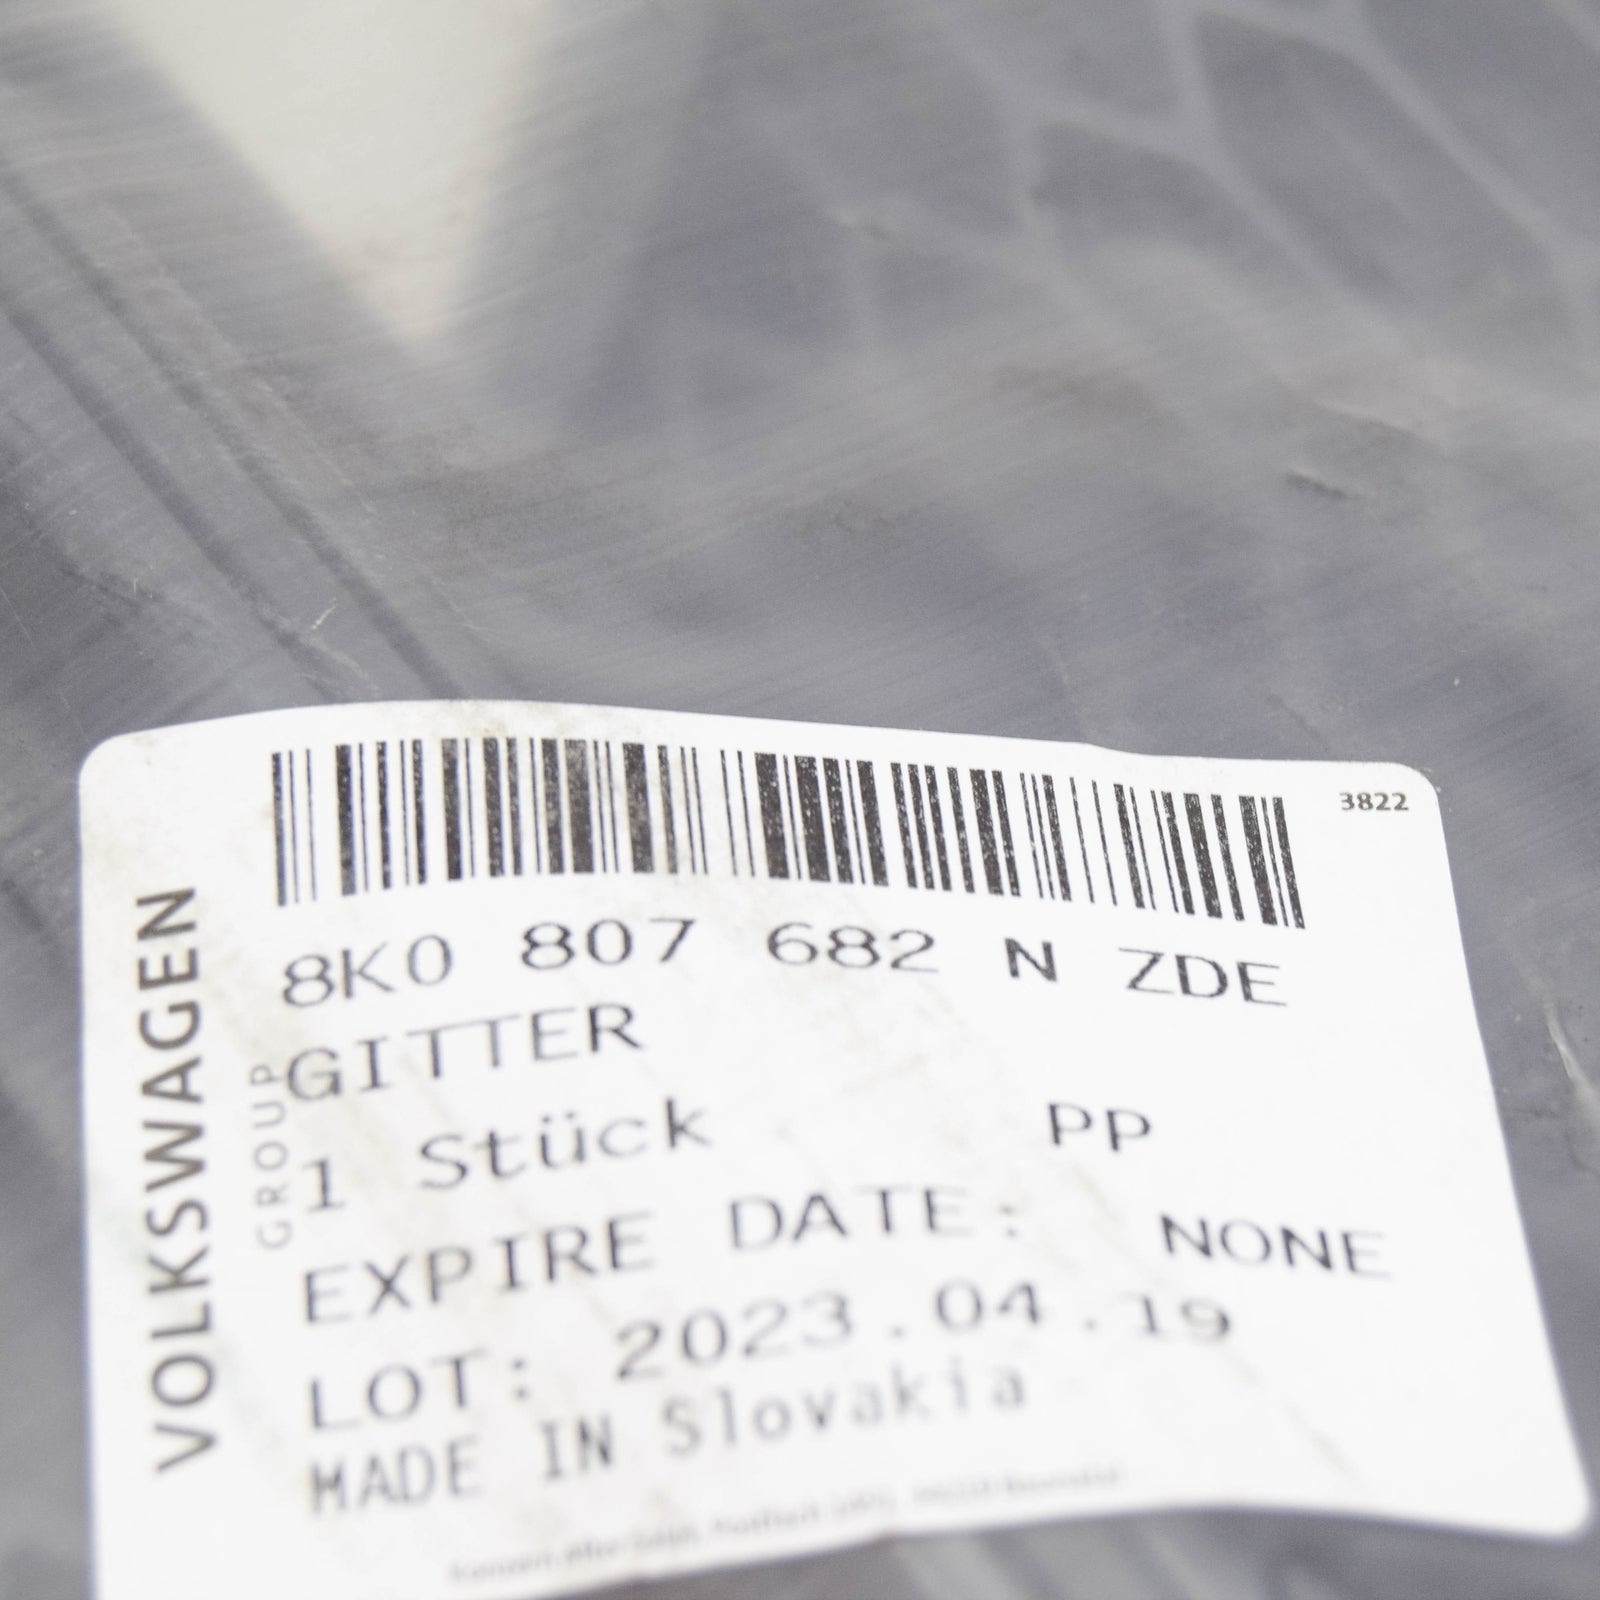 3822
8K0 807 682 N ZDE
GITTER
1 Stück PP
EXPIRE DATE: NONE
LOT: 2023.04.19
MADE IN Slovakia
VOLKSWAGEN
GROUP